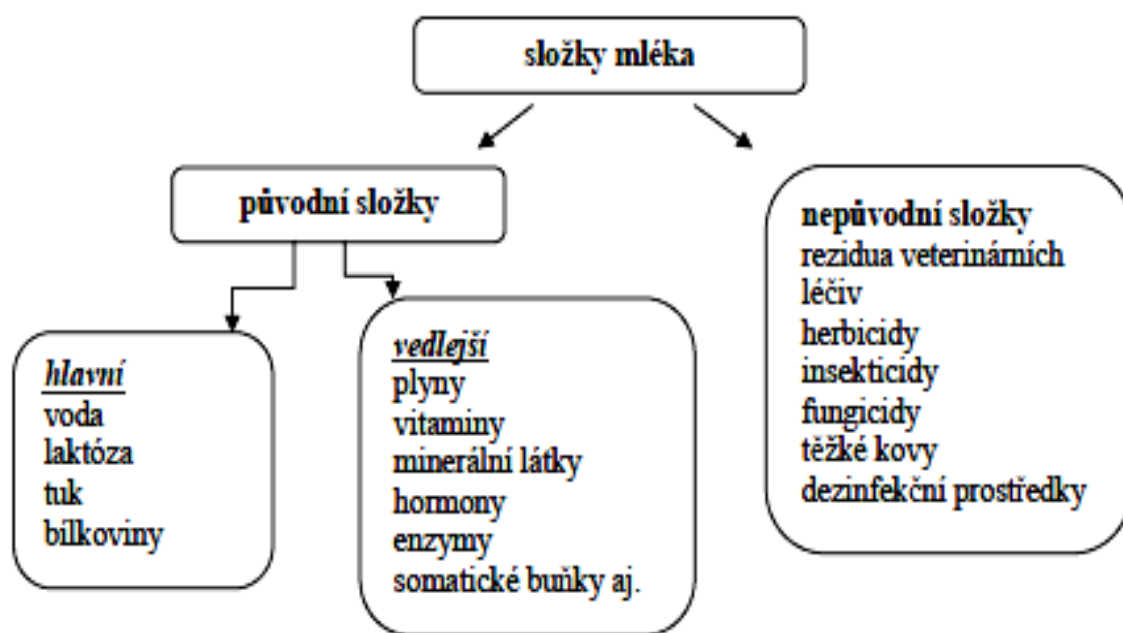 složky mléka
původní složky
nepůvodní složky
rezidua veterinárních
léčiv
herbicidy
insekticidy
fungicidy
těžké kovy
dezinfekční prostředky
hlavní
voda
laktóza
tuk
bílkoviny
vedlejší
plyny
vitaminy
minerální látky
hormony
enzymy
somatické buňky aj.